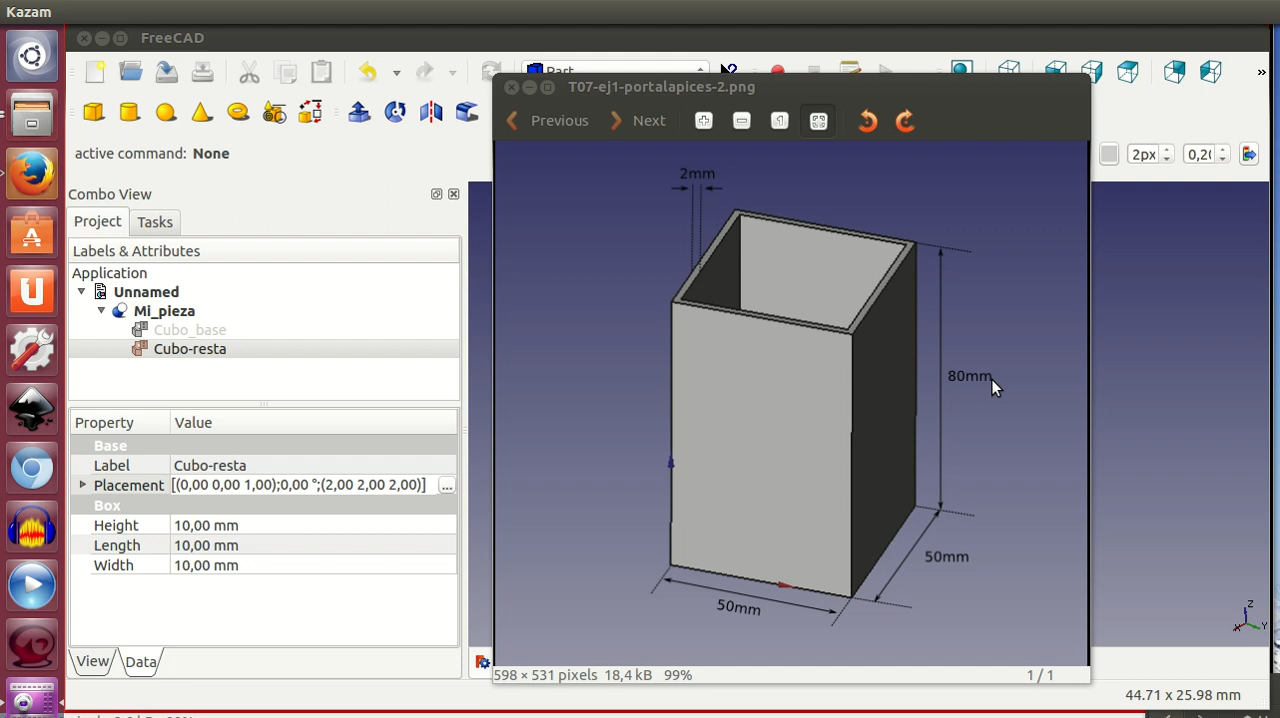 Kazam
FreeCAD
Part
T07-ej1-portalapices-2.png
Previous
Next
active command: None
2px
0,20
Combo View
Project
Tasks
Labels & Attributes
Application
Unnamed
Mi_pieza
Cubo_base
Cubo-resta
Property
Value
Base
Label
Cubo-resta
Placement
[(0,00 0,00 1,00);0,00 °;(2,00 2,00 2,00)]
...
Box
Height
10,00 mm
Length
10,00 mm
Width
10,00 mm
View
Data
2mm
80mm
50mm
50mm
Z
Y
X
598 × 531 pixels 18,4 kB 99%
1 / 1
44.71 x 25.98 mm